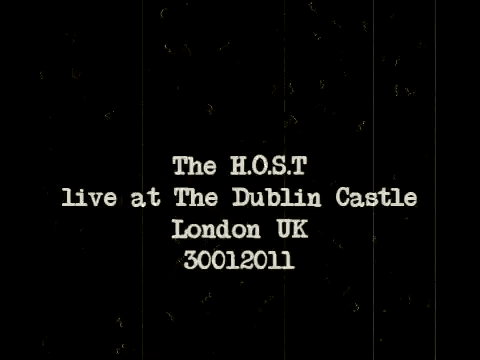 The H.O.S.T
live at The Dublin Castle
London UK
30012011